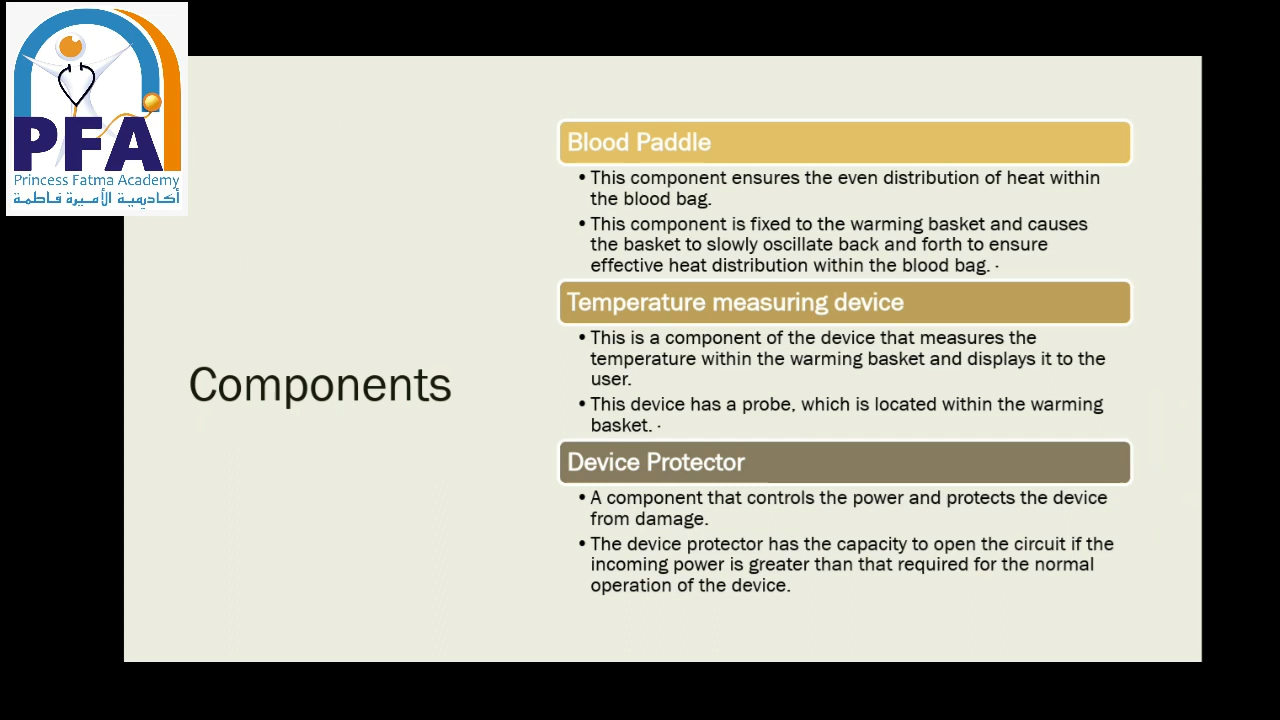 PFA
Princess Fatma Academy
أكاديمية الأميرة فاطمة
Components
Blood Paddle
• This component ensures the even distribution of heat within
the blood bag.
• This component is fixed to the warming basket and causes
the basket to slowly oscillate back and forth to ensure
effective heat distribution within the blood bag. ·
Temperature measuring device
• This is a component of the device that measures the
temperature within the warming basket and displays it to the
user.
• This device has a probe, which is located within the warming
basket. ·
Device Protector
• A component that controls the power and protects the device
from damage.
• The device protector has the capacity to open the circuit if the
incoming power is greater than that required for the normal
operation of the device.